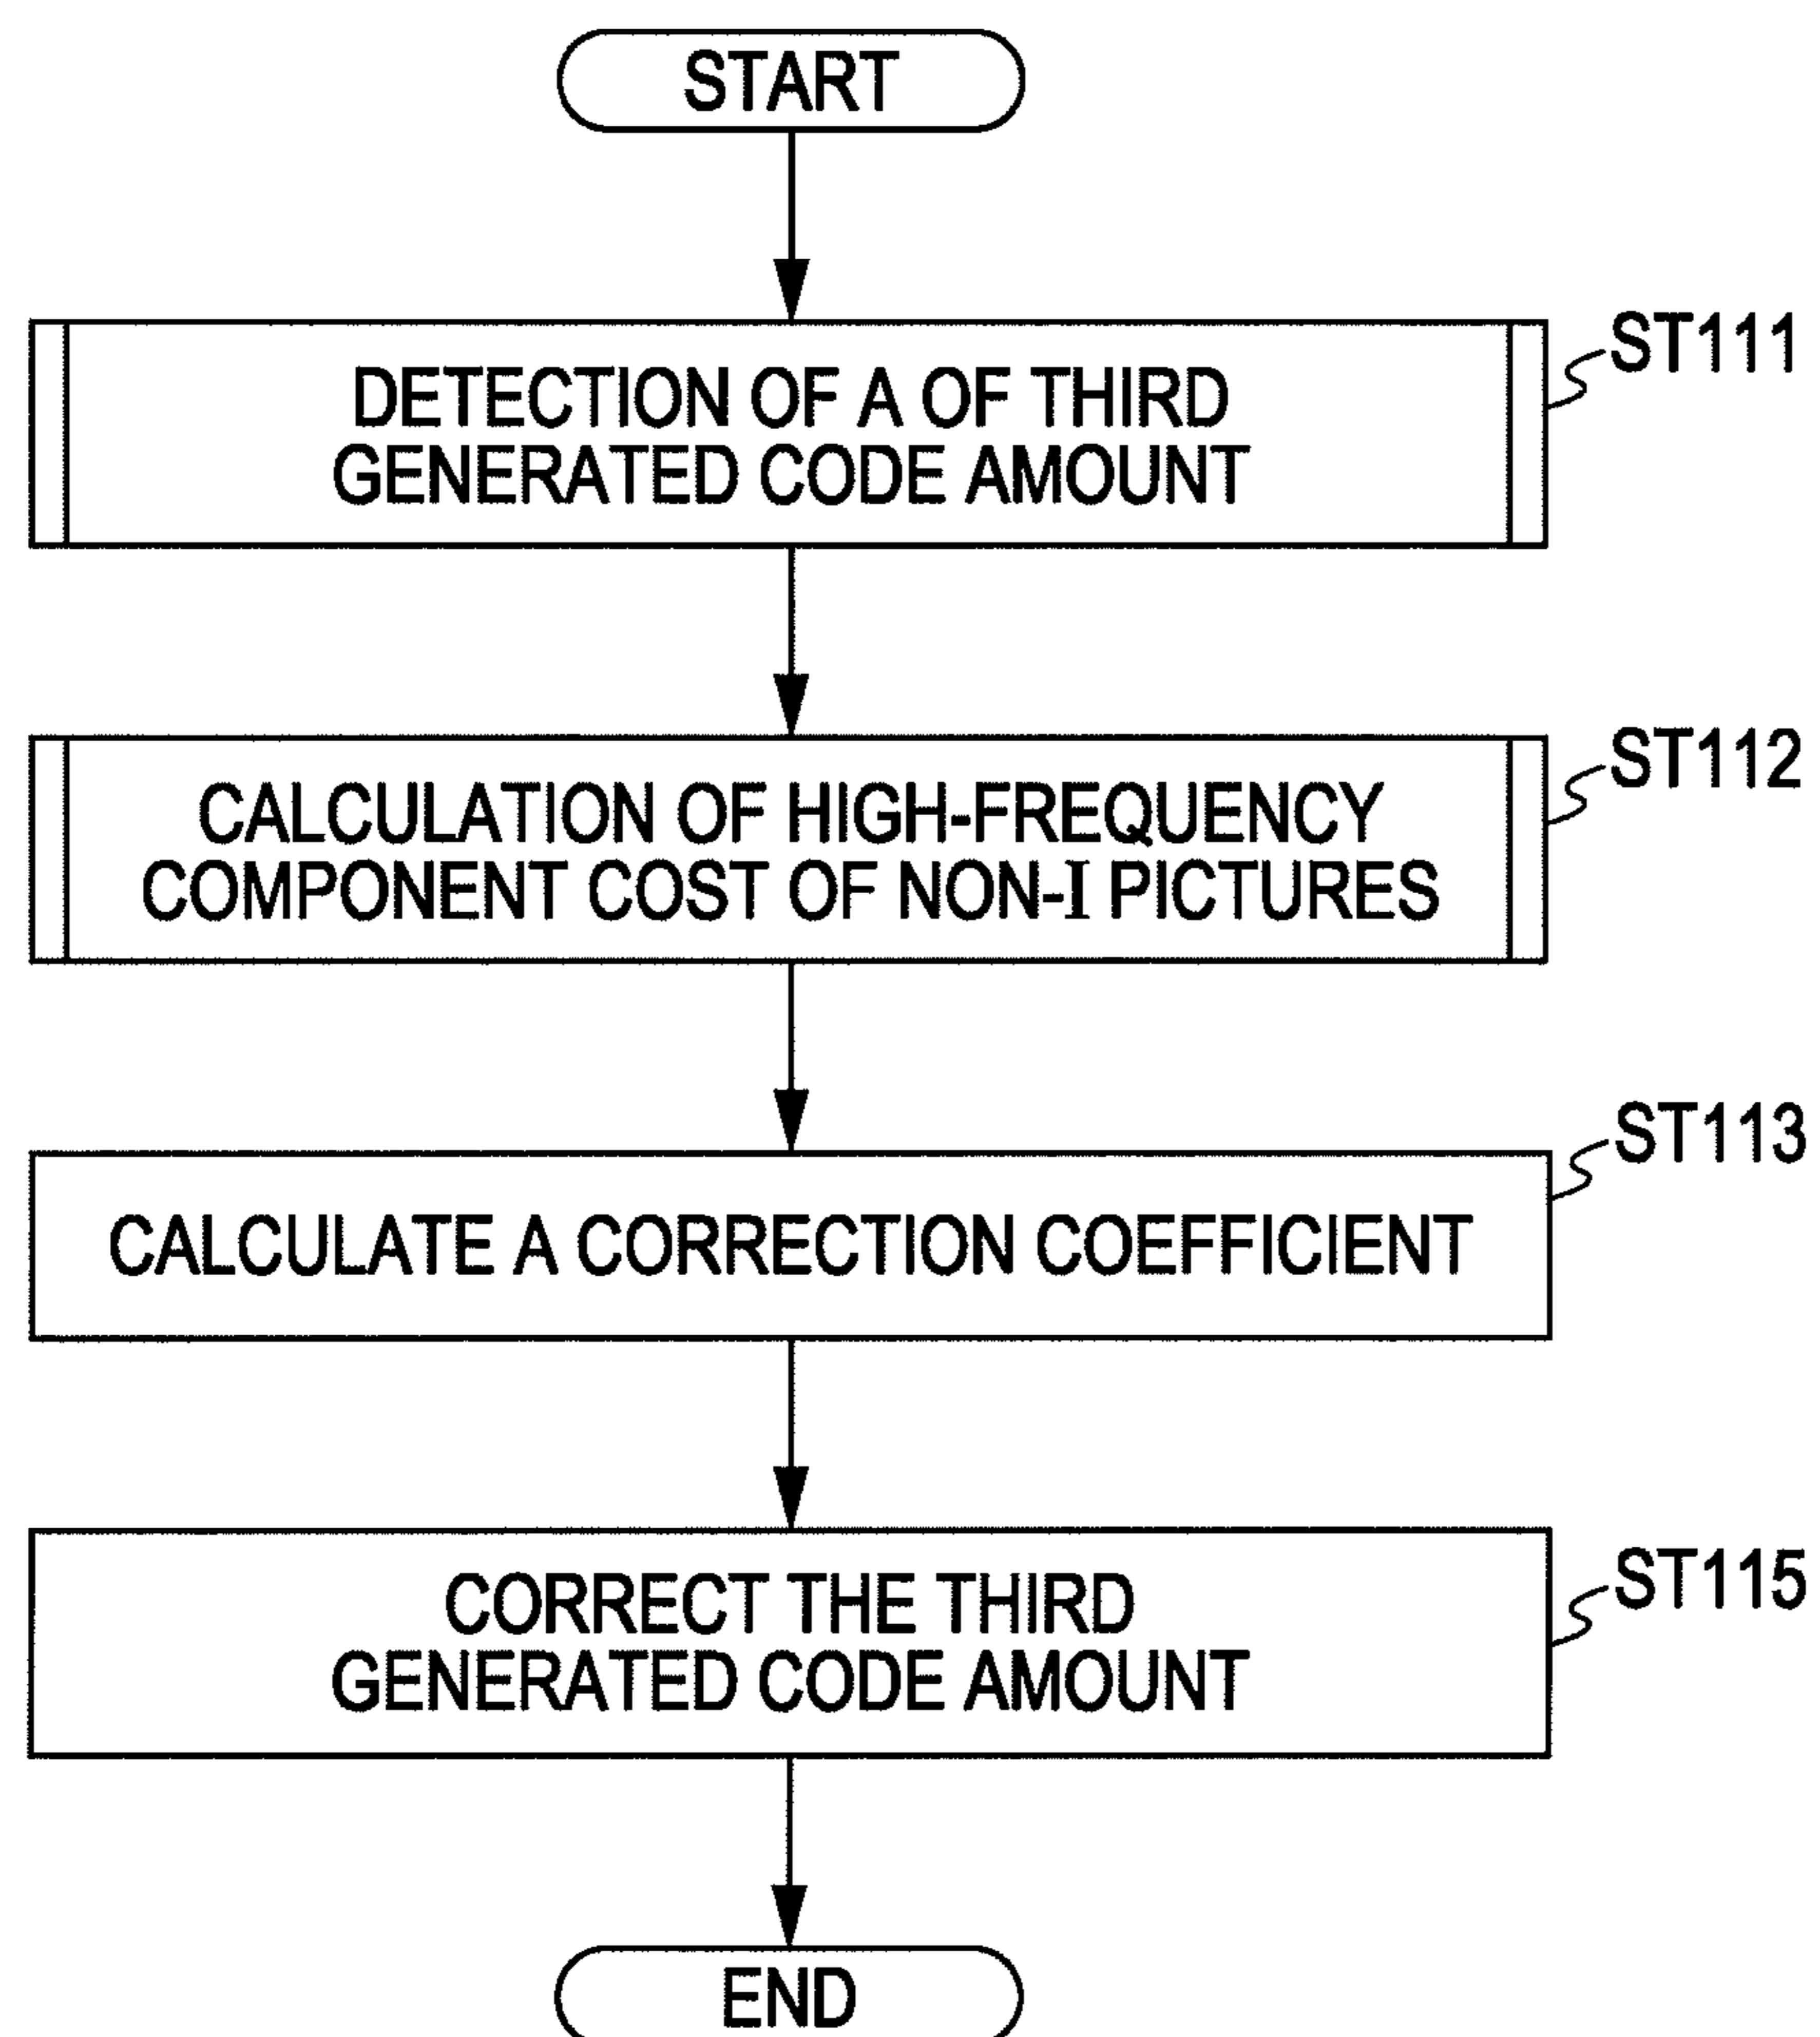 START
DETECTION OF A OF THIRD
GENERATED CODE AMOUNT
ST111
CALCULATION OF HIGH-FREQUENCY
COMPONENT COST OF NON-I PICTURES
ST112
CALCULATE A CORRECTION COEFFICIENT
ST113
CORRECT THE THIRD
GENERATED CODE AMOUNT
ST115
END